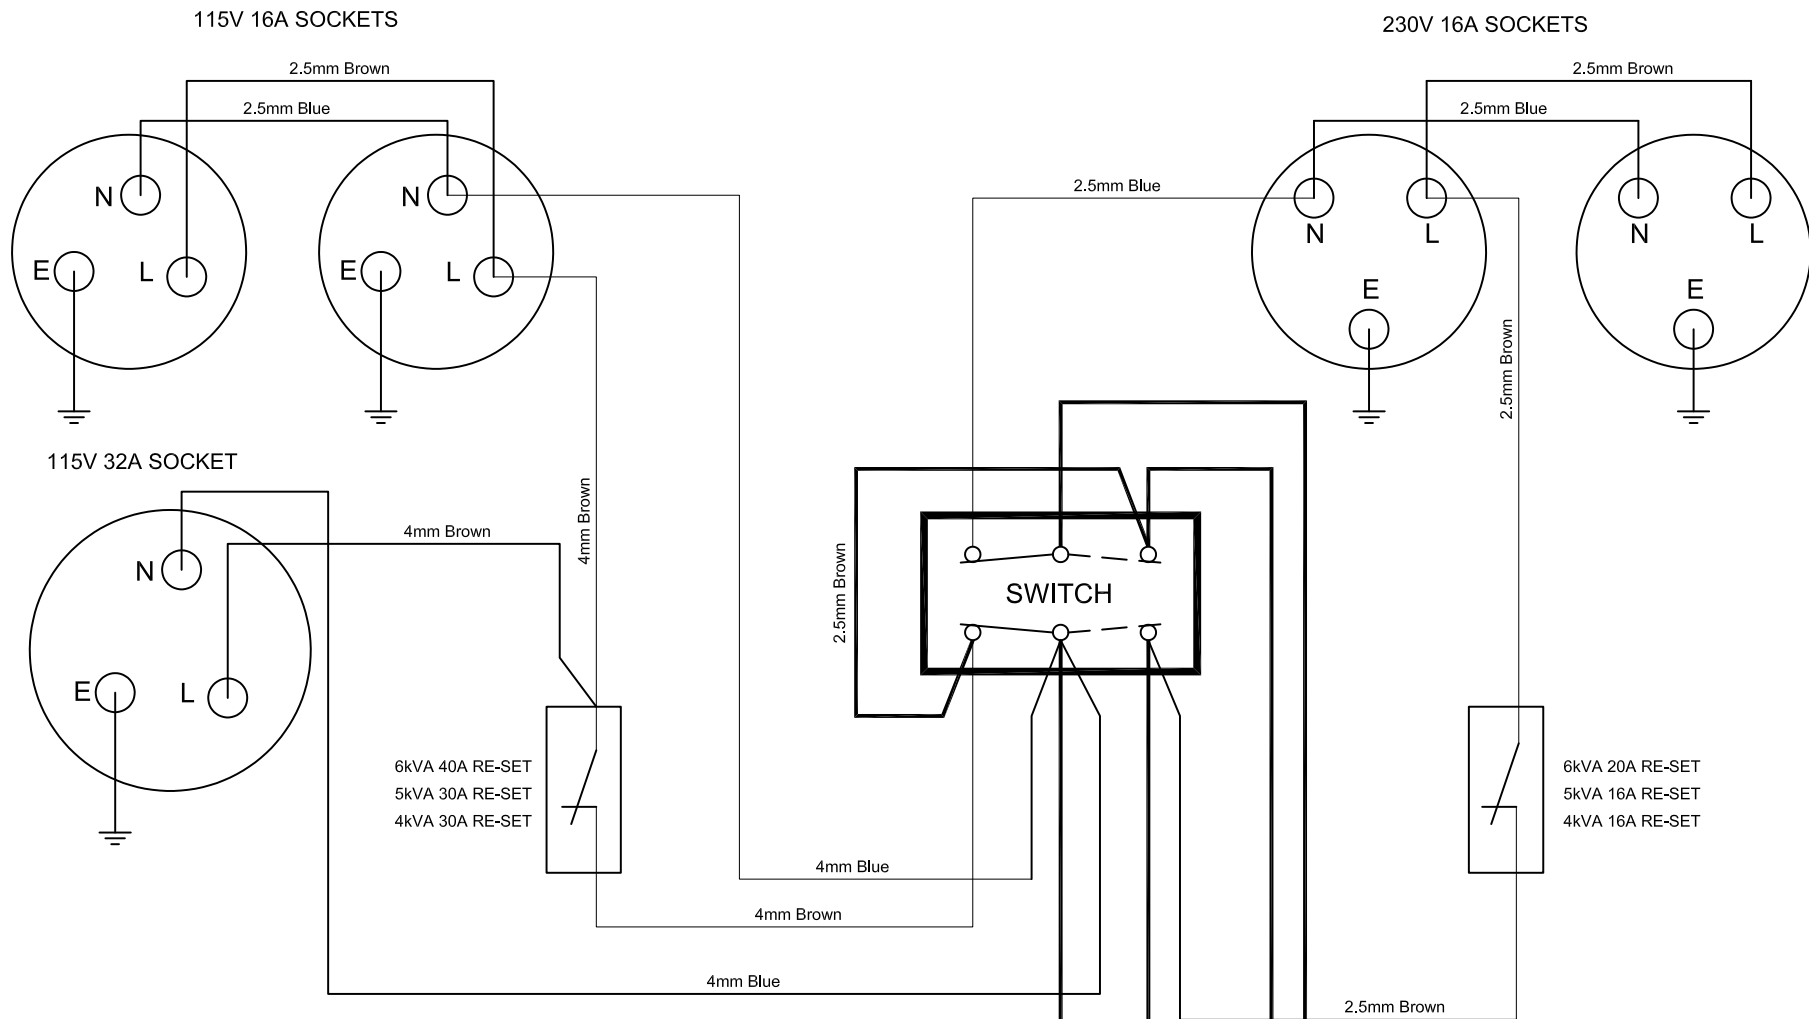 115V 16A SOCKETS
230V 16A SOCKETS
2.5mm Brown
2.5mm Blue
2.5mm Brown
2.5mm Blue
N
E
L
N
E
L
2.5mm Blue
N
L
E
N
L
E
2.5mm Brown
115V 32A SOCKET
4mm Brown
4mm Brown
N
E
L
2.5mm Brown
SWITCH
6kVA 40A RE-SET
5kVA 30A RE-SET
4kVA 30A RE-SET
6kVA 20A RE-SET
5kVA 16A RE-SET
4kVA 16A RE-SET
4mm Blue
4mm Brown
4mm Blue
2.5mm Brown